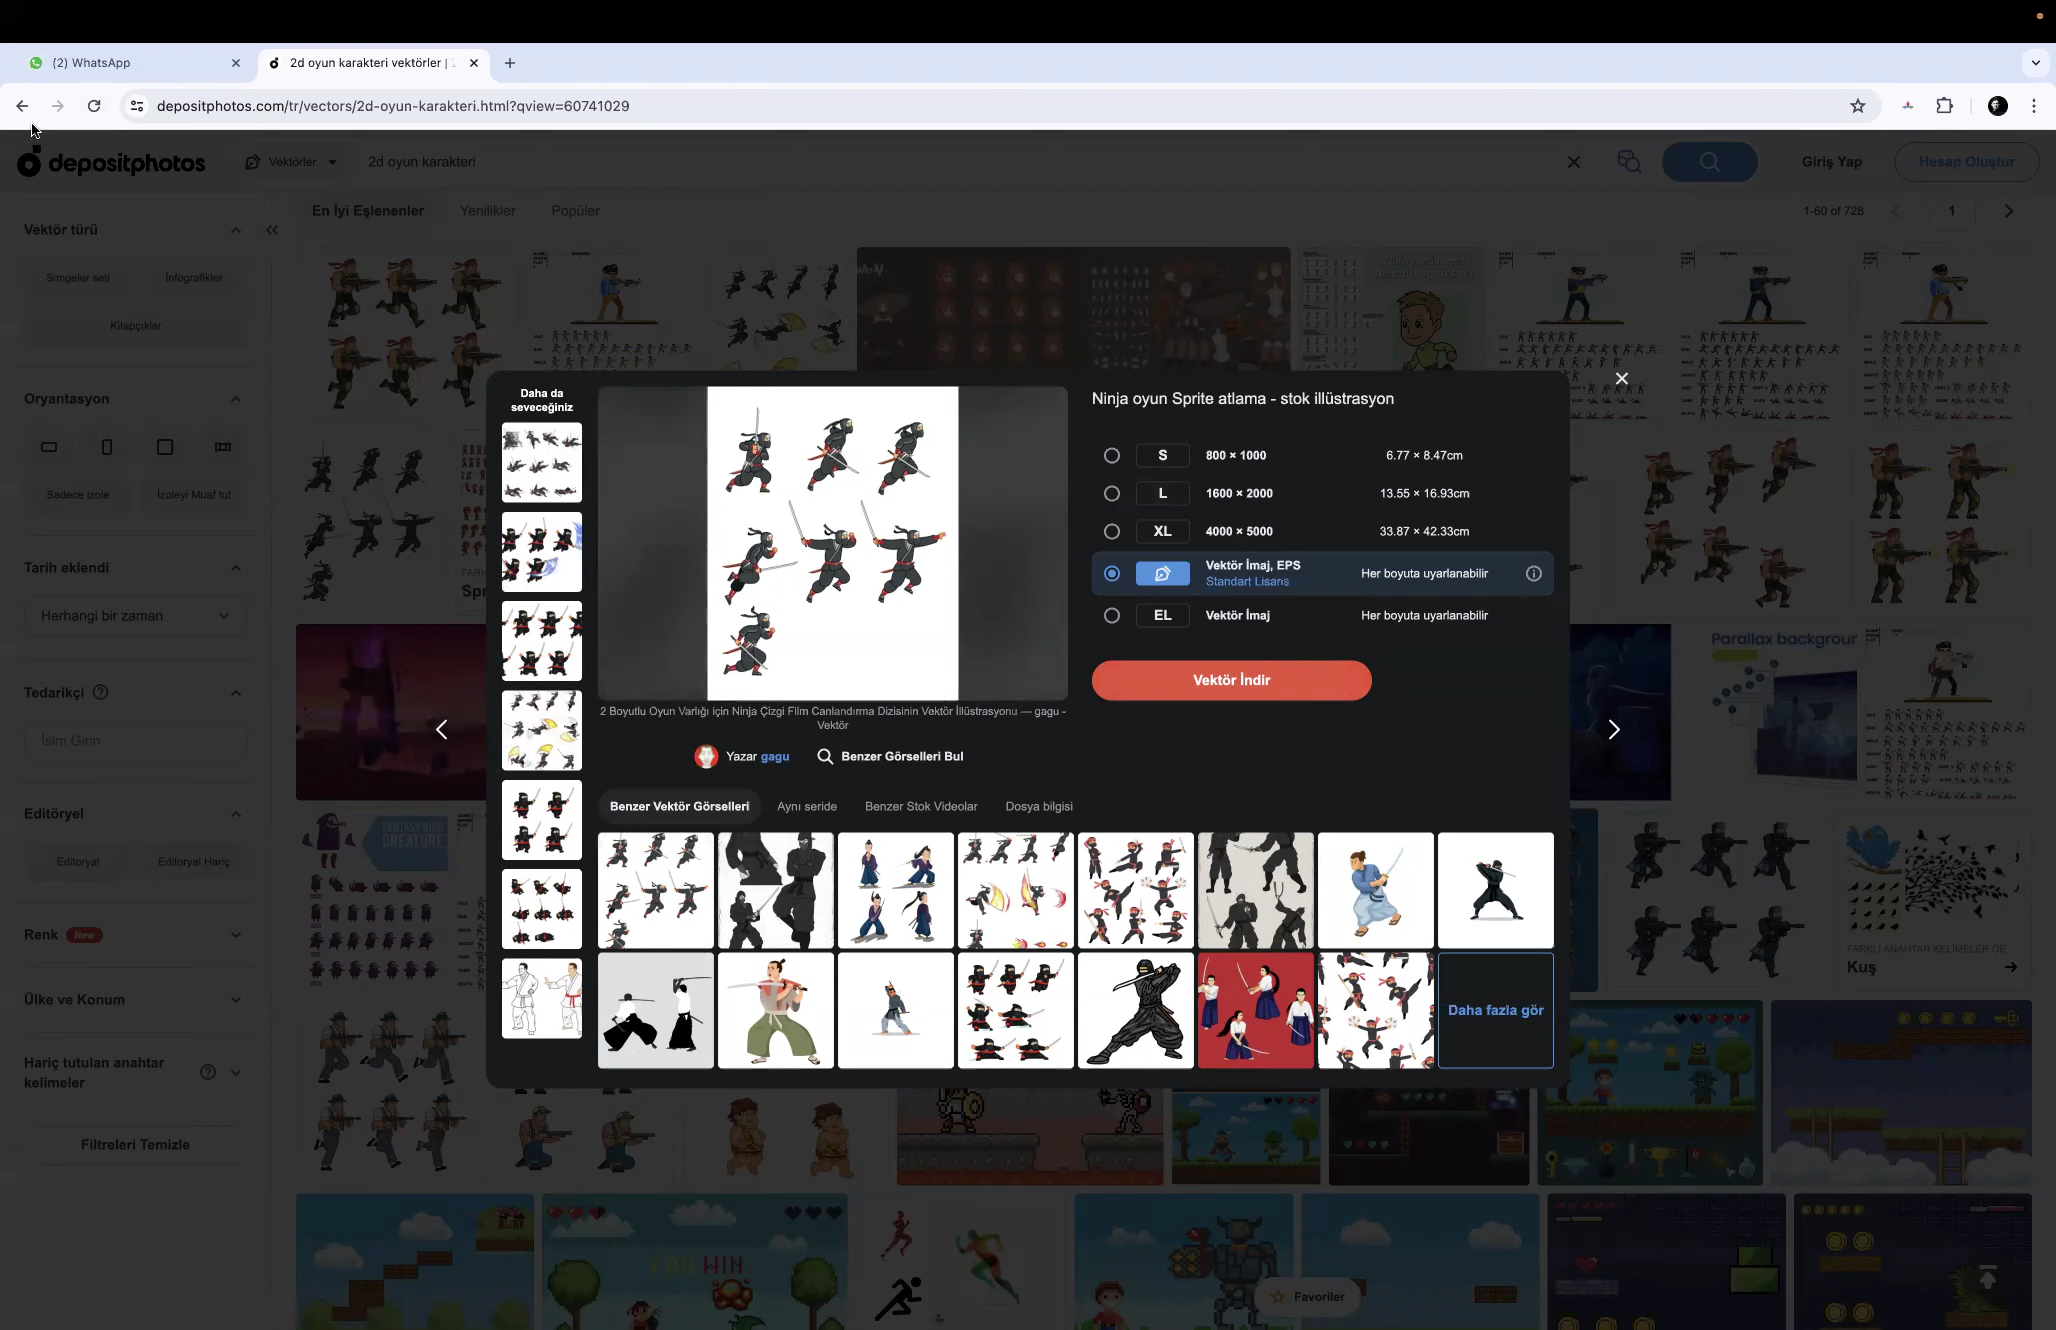 (2) WhatsApp
2d oyun karakteri vektörler |
depositphotos.com/tr/vectors/2d-oyun-karakteri.html?qview=60741029
depositphotos
Vektörler
2d oyun karakteri
Giriş Yap
Hesap Oluştur
En İyi Eşlenenler
Yenilikler
Popüler
1-60 of 728
1
Vektör türü
Simgeler seti
İnfografikler
Kitapçıklar
Oryantasyon
Sadece izole
İzoleyi Muaf tut
Tarih eklendi
Herhangi bir zaman
Tedarikçi
İsim Girin
Editöryel
Editoryal
Editoryal Hariç
Renk
New
Ülke ve Konum
Hariç tutulan anahtar
kelimeler
Filtreleri Temizle
Daha da
seveceğiniz
Ninja oyun Sprite atlama - stok illüstrasyon
S
800 × 1000
6.77 × 8.47cm
L
1600 × 2000
13.55 × 16.93cm
XL
4000 × 5000
33.87 × 42.33cm
Vektör İmaj, EPS
Standart Lisans
Her boyuta uyarlanabilir
EL
Vektör İmaj
Her boyuta uyarlanabilir
Vektör İndir
2 Boyutlu Oyun Varlığı için Ninja Çizgi Film Canlandırma Dizisinin Vektör İllüstrasyonu — gagu -
Vektör
Yazar gagu
Benzer Görselleri Bul
Benzer Vektör Görselleri
Aynı seride
Benzer Stok Videolar
Dosya bilgisi
Daha fazla gör
Parallax backgroun
FANTASY BIRD
CREATURE
FARKLI ANAHTAR KELİMELER DE
Kuş
YOU WIN
Favoriler